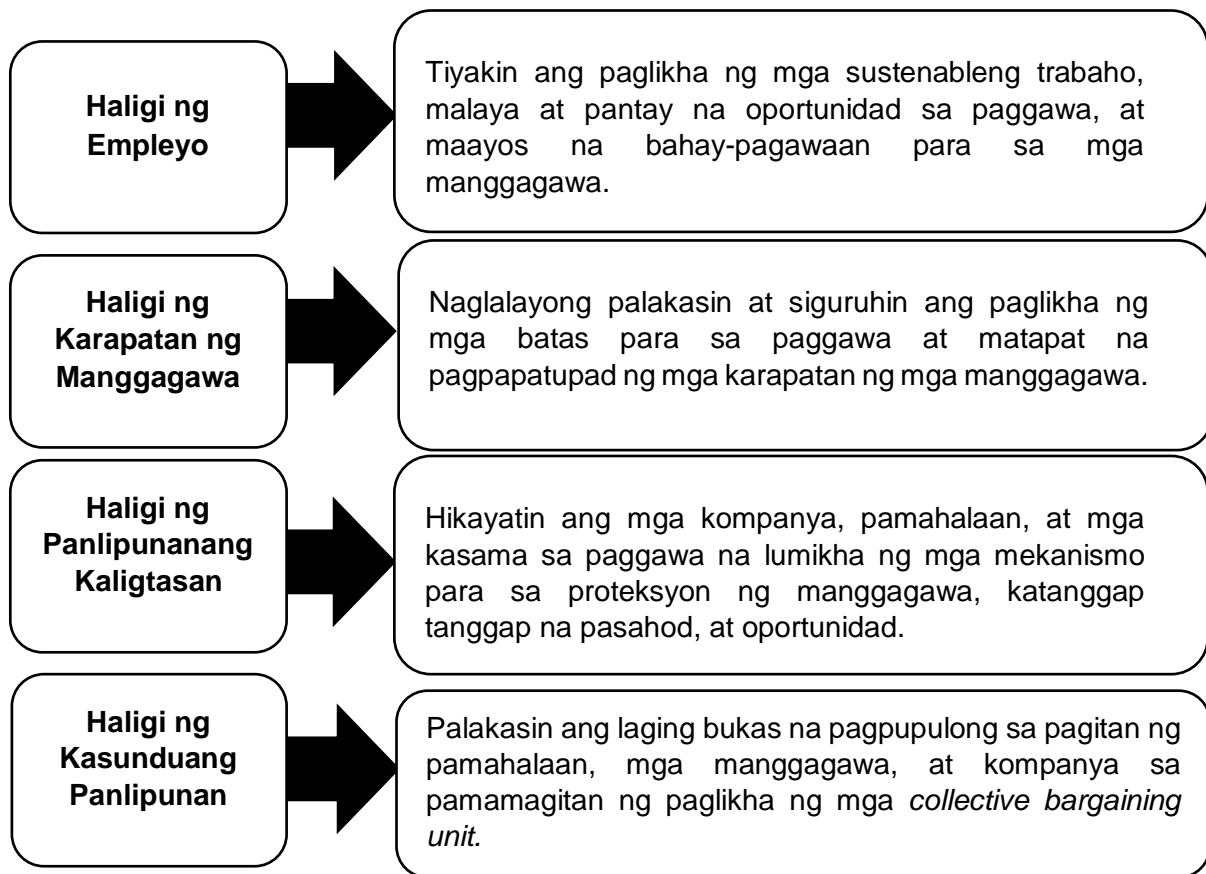 Haligi ng
Empleyo
Tiyakin ang paglikha ng mga sustenableng trabaho,
malaya at pantay na oportunidad sa paggawa, at
maayos na bahay-pagawaan para sa mga
manggagawa.
Haligi ng
Karapatan ng
Manggagawa
Naglalayong palakasin at siguruhin ang paglikha ng
mga batas para sa paggawa at matapat na
pagpapatupad ng mga karapatan ng mga manggagawa.
Haligi ng
Panlipunanang
Kaligtasan
Hikayatin ang mga kompanya, pamahalaan, at mga
kasama sa paggawa na lumikha ng mga mekanismo
para sa proteksyon ng manggagawa, katanggap
tanggap na pasahod, at oportunidad.
Haligi ng
Kasunduang
Panlipunan
Palakasin ang laging bukas na pagpupulong sa pagitan ng
pamahalaan, mga manggagawa, at kompanya sa
pamamagitan ng paglikha ng mga collective bargaining
unit.